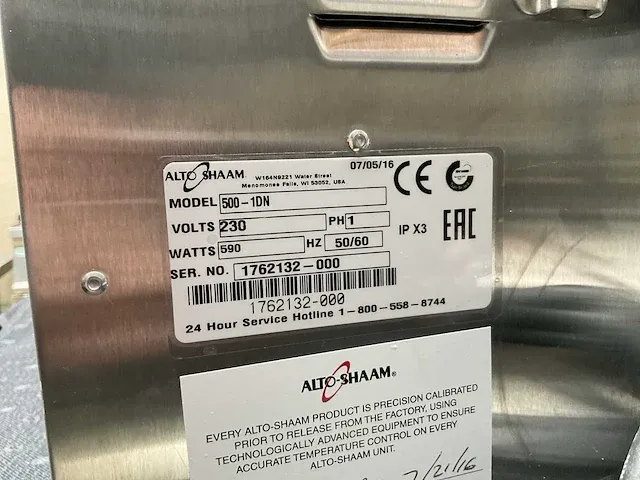 07/05/16
ALTO SHAAM
W164N9221 Water Street
Menomonee Falls, WI 53052, USA
CE
MODEL 500-1DN
VOLTS 230 PH 1
IP X3
EAC
WATTS 590 HZ 50/60
SER. NO. 1762132-000
1762132-000
24 Hour Service Hotline 1-800-558-8744
ALTO-SHAAM®
EVERY ALTO-SHAAM PRODUCT IS PRECISION CALIBRATED
PRIOR TO RELEASE FROM THE FACTORY, USING
TECHNOLOGICALLY ADVANCED EQUIPMENT TO ENSURE
ACCURATE TEMPERATURE CONTROL ON EVERY
ALTO-SHAAM UNIT.
7/21/16